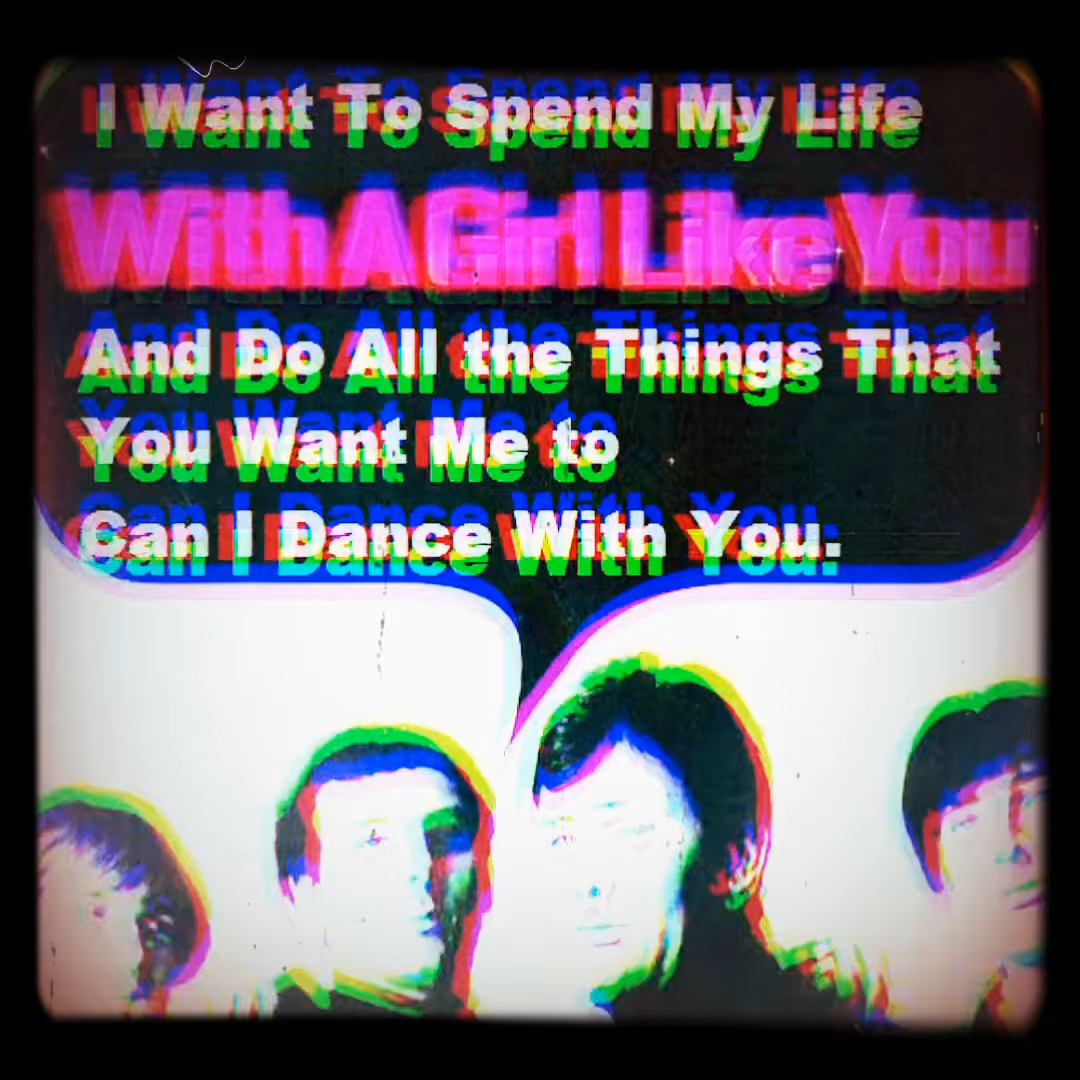 I Want To Spend My Life
With A Girl Like You
And Do All the Things That
You Want Me to
Can I Dance With You.